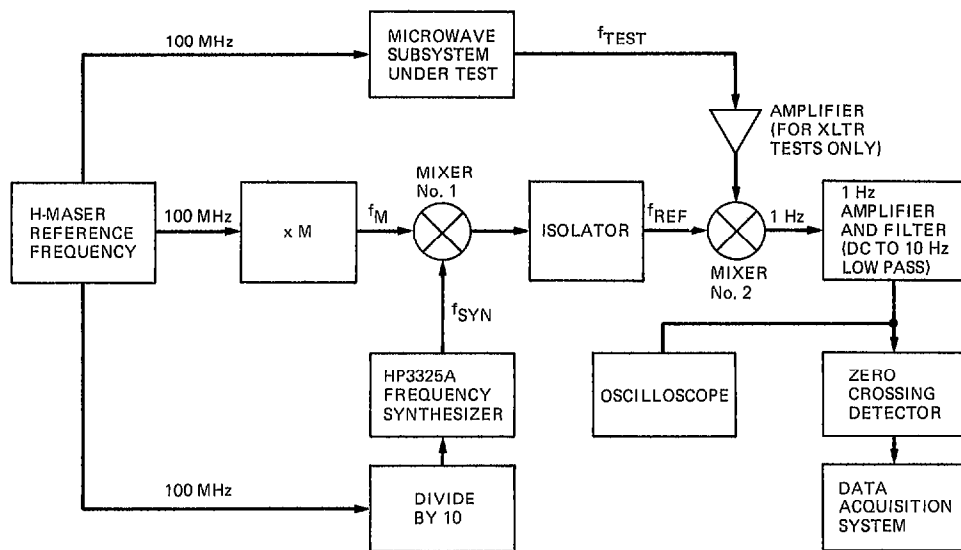 100 MHz
MICROWAVE
SUBSYSTEM
UNDER TEST
fTEST
AMPLIFIER
(FOR XLTR
TESTS ONLY)
H-MASER
REFERENCE
FREQUENCY
100 MHz
x M
fM
MIXER
No. 1
ISOLATOR
fREF
MIXER
No. 2
1 Hz
1 Hz
AMPLIFIER
AND FILTER
(DC TO 10 Hz
LOW PASS)
fSYN
HP3325A
FREQUENCY
SYNTHESIZER
OSCILLOSCOPE
ZERO
CROSSING
DETECTOR
100 MHz
DIVIDE
BY 10
DATA
ACQUISITION
SYSTEM